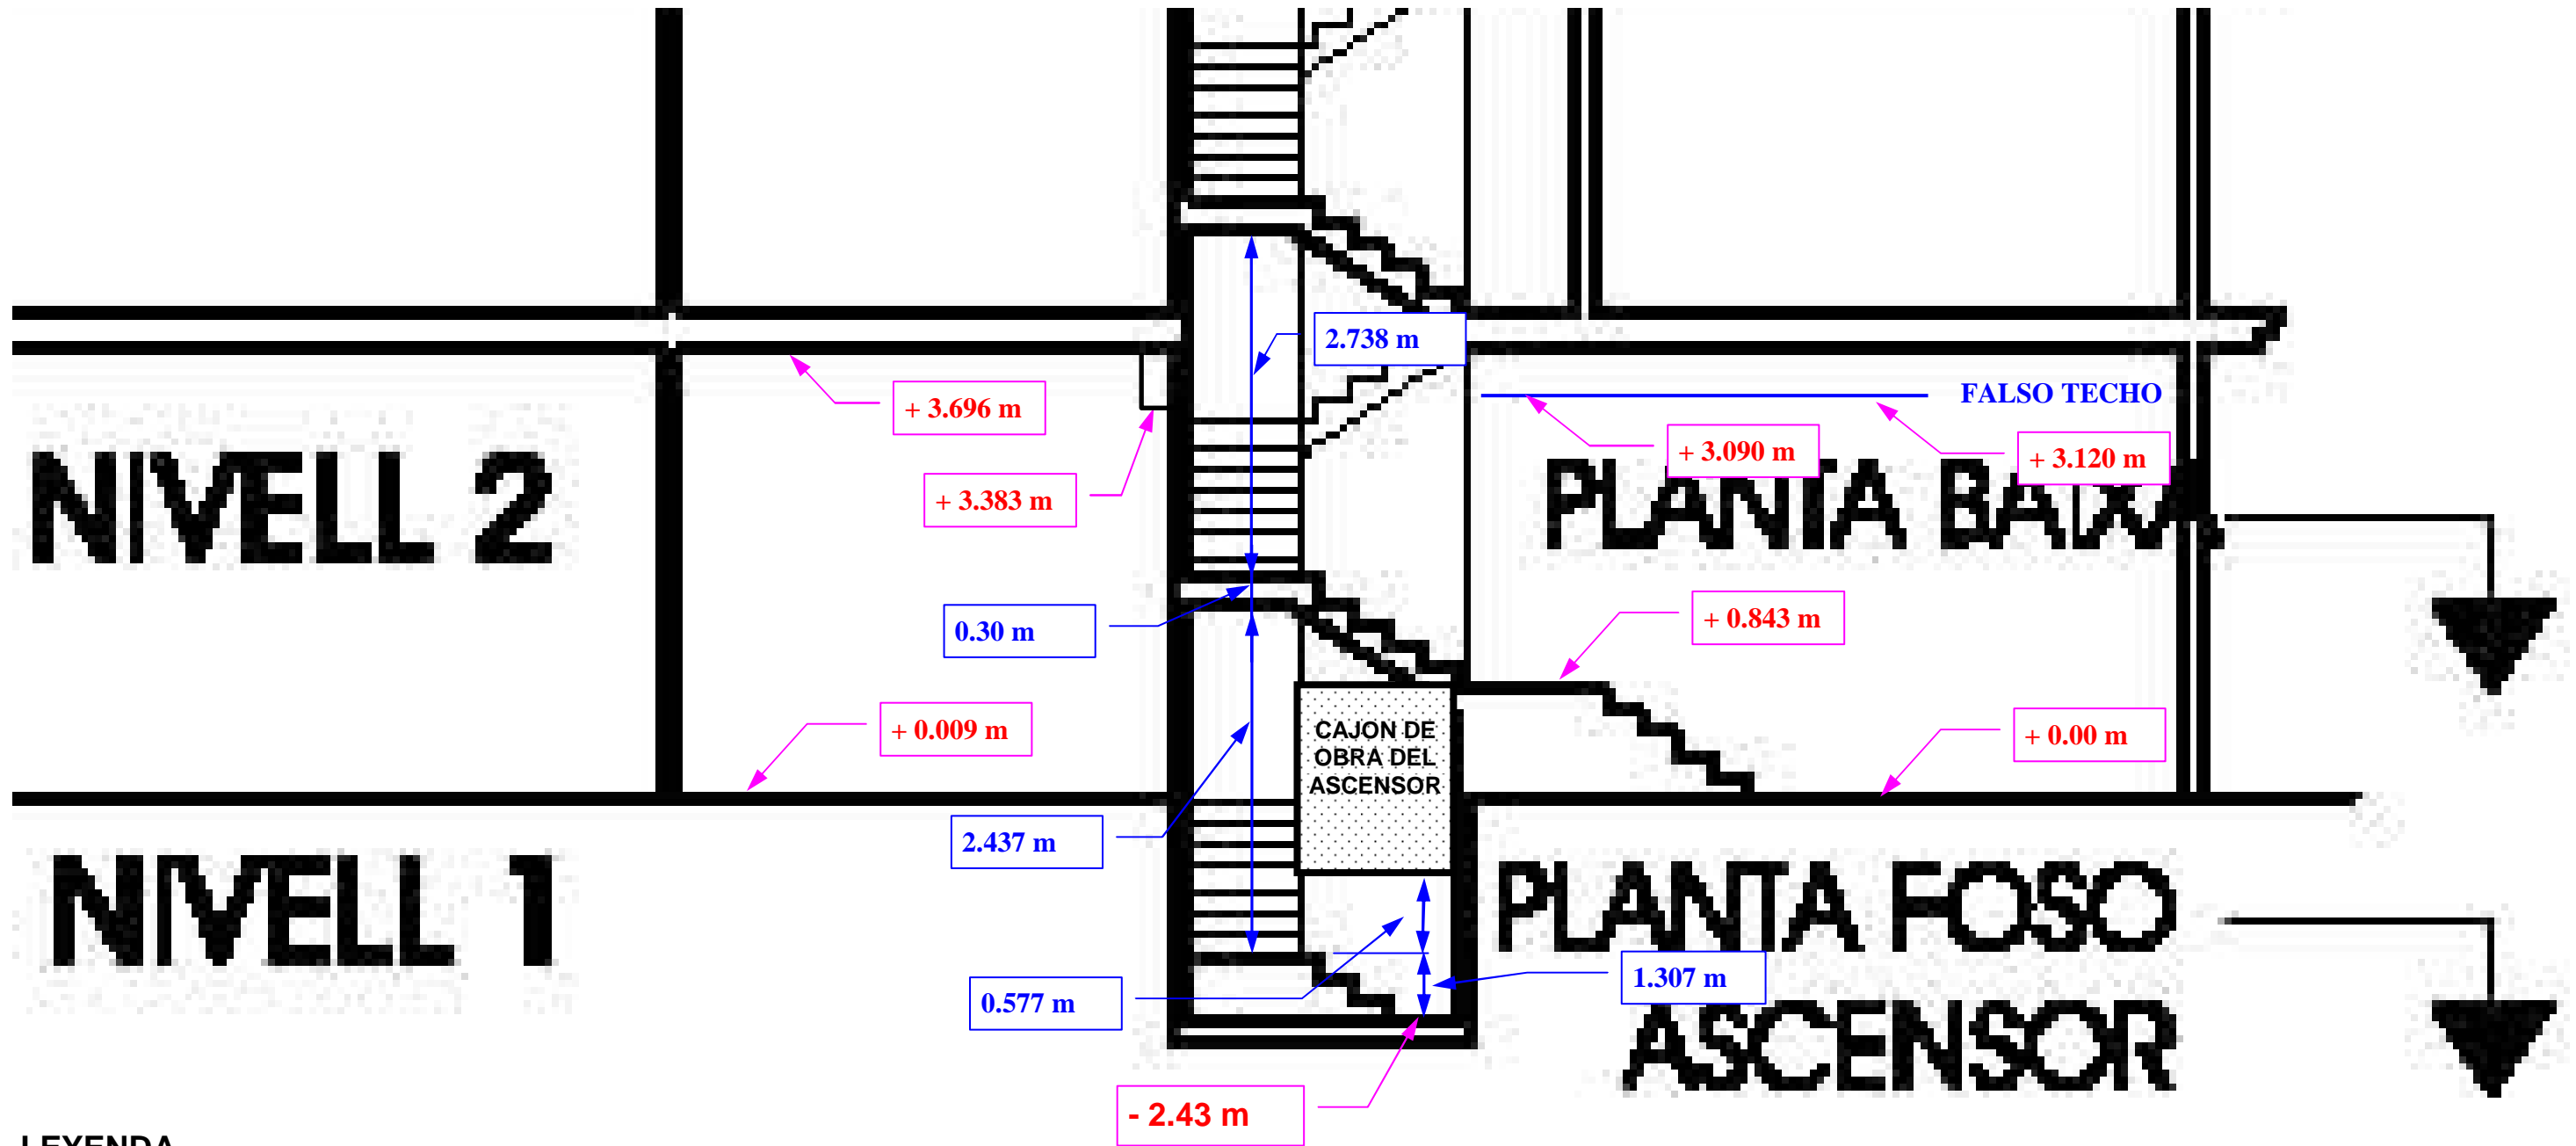 2.738 m
FALSO TECHO
+ 3.696 m
+ 3.383 m
+ 3.090 m
+ 3.120 m
NIVELL 2
PLANTA BAIXA
0.30 m
+ 0.843 m
+ 0.009 m
+ 0.00 m
CAJON DE
OBRA DEL
ASCENSOR
2.437 m
NIVELL 1
PLANTA FOSO
ASCENSOR
0.577 m
1.307 m
- 2.43 m
LEYENDA